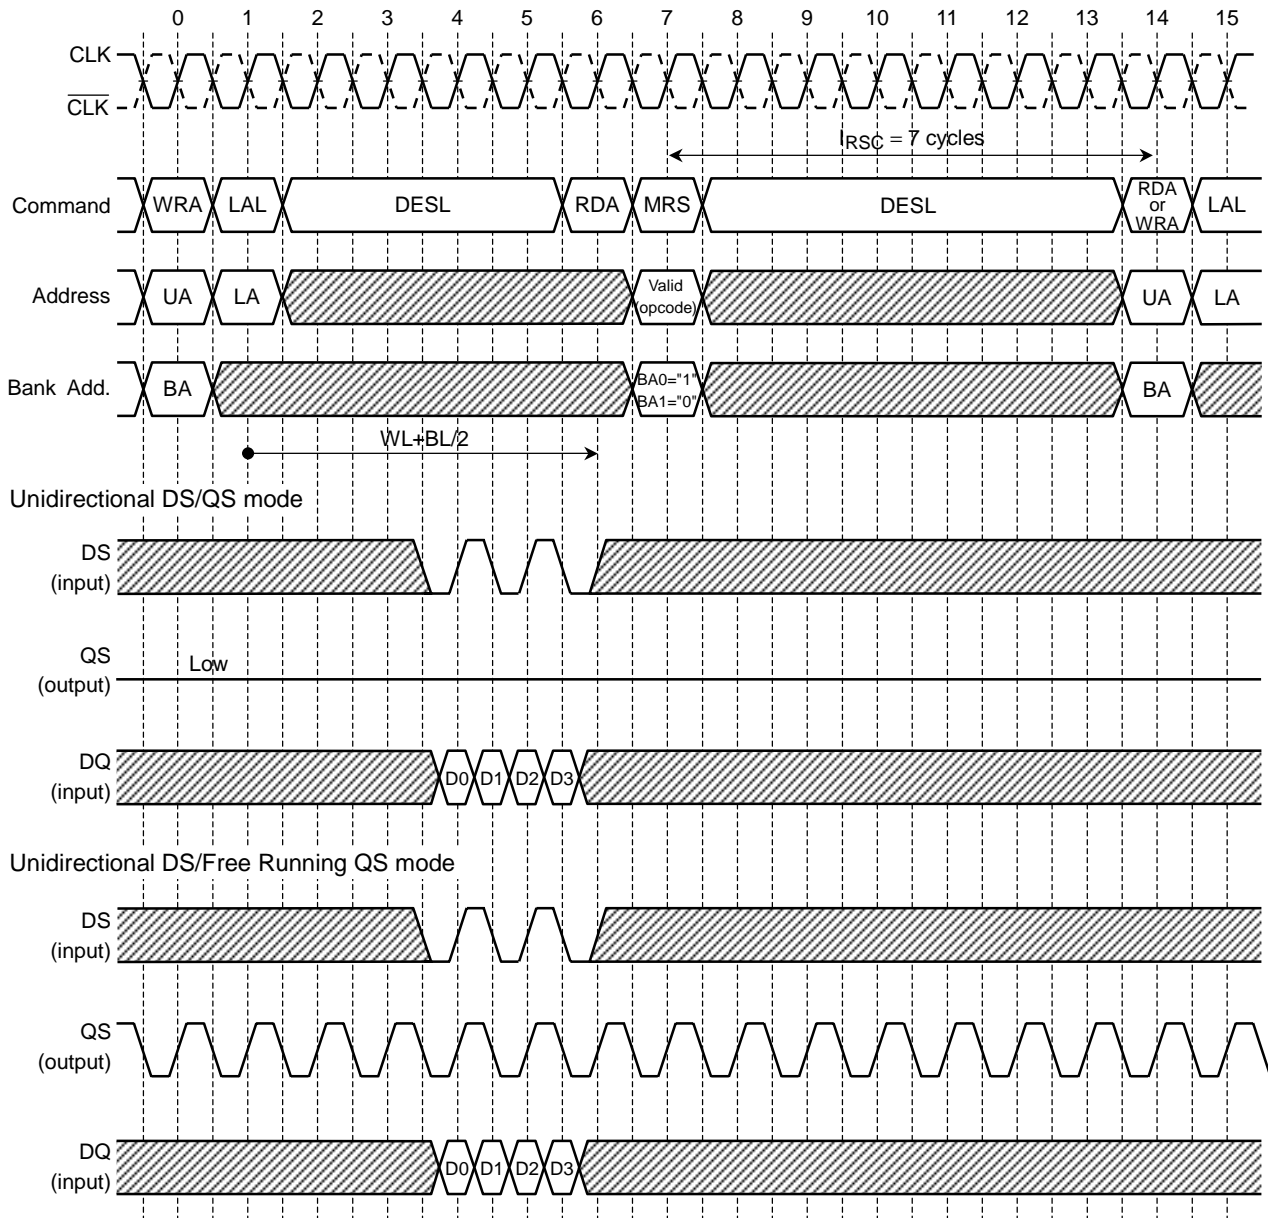 0 1 2 3 4 5 6 7 8 9 10 11 12 13 14 15
CLK
CLK
IRSC = 7 cycles
Command WRA LAL DESL RDA MRS DESL RDA or WRA LAL
Address UA LA Valid (opcode) UA LA
Bank Add. BA BA0="1" BA1="0" BA
WL+BL/2
Unidirectional DS/QS mode
DS
(input)
QS
Low
(output)
DQ
(input) D0 D1 D2 D3
Unidirectional DS/Free Running QS mode
DS
(input)
QS
(output)
DQ
(input) D0 D1 D2 D3